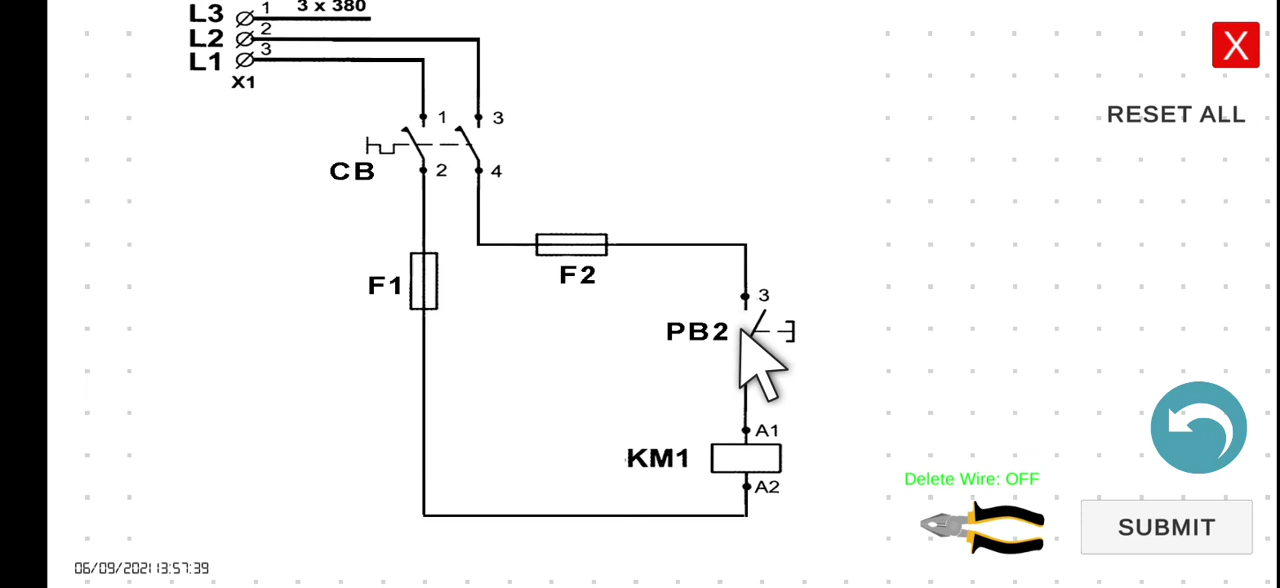 L3 1 3 x 380
L2 2
L1 3
X1
1 3
CB 2 4
F1
F2
3
PB2
A1
KM1
A2
X
RESET ALL
Delete Wire: OFF
SUBMIT
06/09/2021 13:57:39